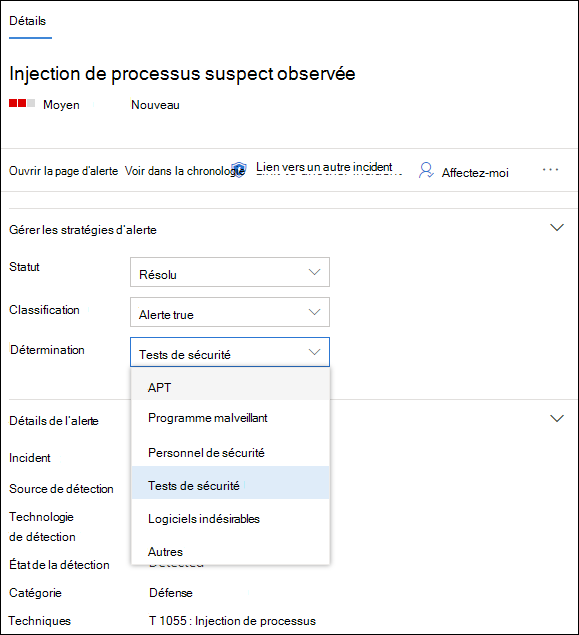 Détails
Injection de processus suspect observée
Moyen Nouveau
Ouvrir la page d'alerte Voir dans la chronologie Lien vers un autre incident Affectez-moi ...
Gérer les stratégies d'alerte
Statut Résolu
Classification Alerte true
Détermination Tests de sécurité
APT
Programme malveillant
Personnel de sécurité
Tests de sécurité
Logiciels indésirables
Autres
Détails de l'alerte
Incident
Source de détection
Technologie
de détection
État de la détection Detected
Catégorie Défense
Techniques T 1055 : Injection de processus